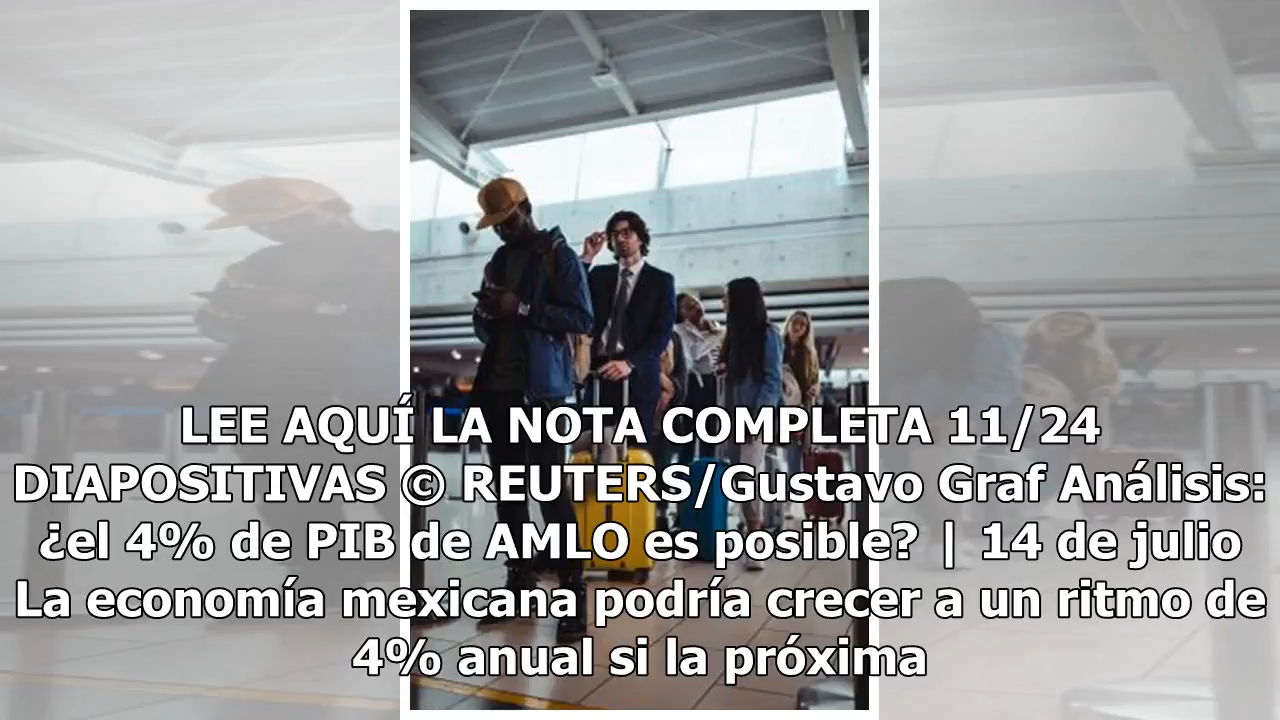 LEE AQUÍ LA NOTA COMPLETA 11/24
DIAPOSITIVAS © REUTERS/Gustavo Graf Análisis:
¿el 4% de PIB de AMLO es posible? | 14 de julio
La economía mexicana podría crecer a un ritmo de
4% anual si la próxima